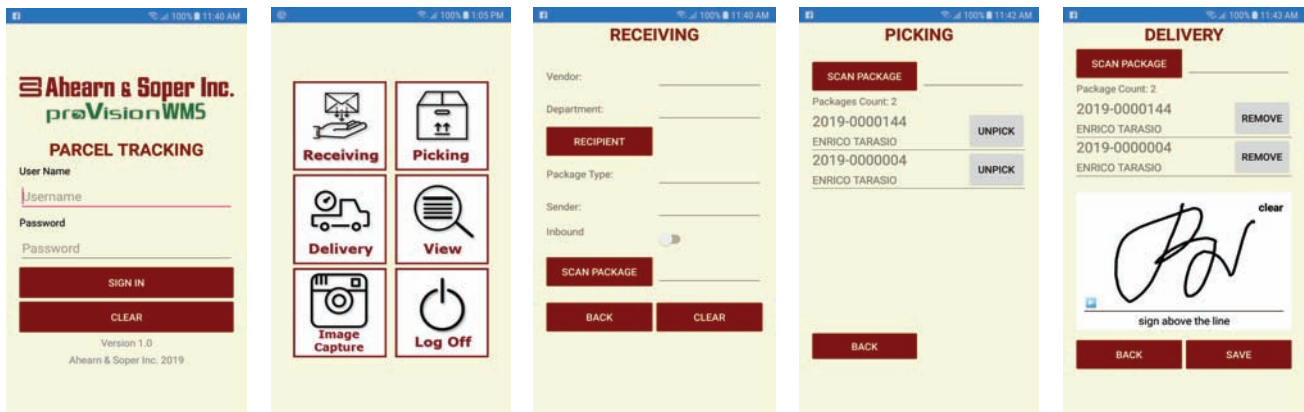 100% 11:40 AM
Ahearn & Soper Inc.
proVisionWMS
PARCEL TRACKING
User Name
Username
Password
Password
SIGN IN
CLEAR
Version 1.0
Ahearn & Soper Inc. 2019
100% 1:05 PM
Receiving
Picking
Delivery
View
Image
Capture
Log Off
100% 11:40 AM
RECEIVING
Vendor:
Department:
RECIPIENT
Package Type:
Sender:
Inbound
SCAN PACKAGE
BACK
CLEAR
100% 11:42 AM
PICKING
SCAN PACKAGE
Packages Count: 2
2019-0000144
ENRICO TARASIO
UNPICK
2019-0000004
ENRICO TARASIO
UNPICK
BACK
100% 11:43 AM
DELIVERY
SCAN PACKAGE
Package Count: 2
2019-0000144
ENRICO TARASIO
REMOVE
2019-0000004
ENRICO TARASIO
REMOVE
clear
sign above the line
BACK
SAVE